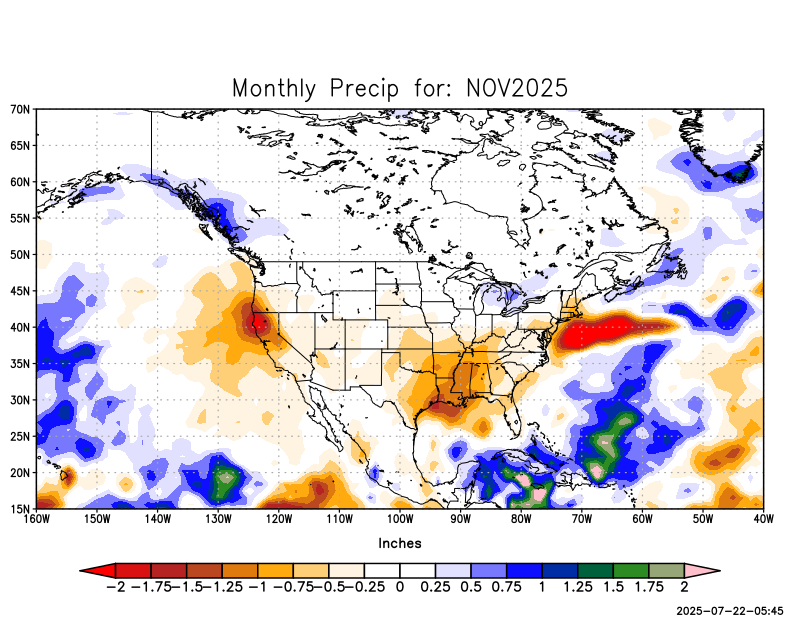 Monthly Precip for: NOV2025
70N
65N
60N
55N
50N
45N
40N
35N
30N
25N
20N
15N
160W 150W 140W 130W 120W 110W 100W 90W 80W 70W 60W 50W 40W
Inches
-2 -1.75 -1.5 -1.25 -1 -0.75 -0.5 -0.25 0 0.25 0.5 0.75 1 1.25 1.5 1.75 2
2025-07-22-05:45